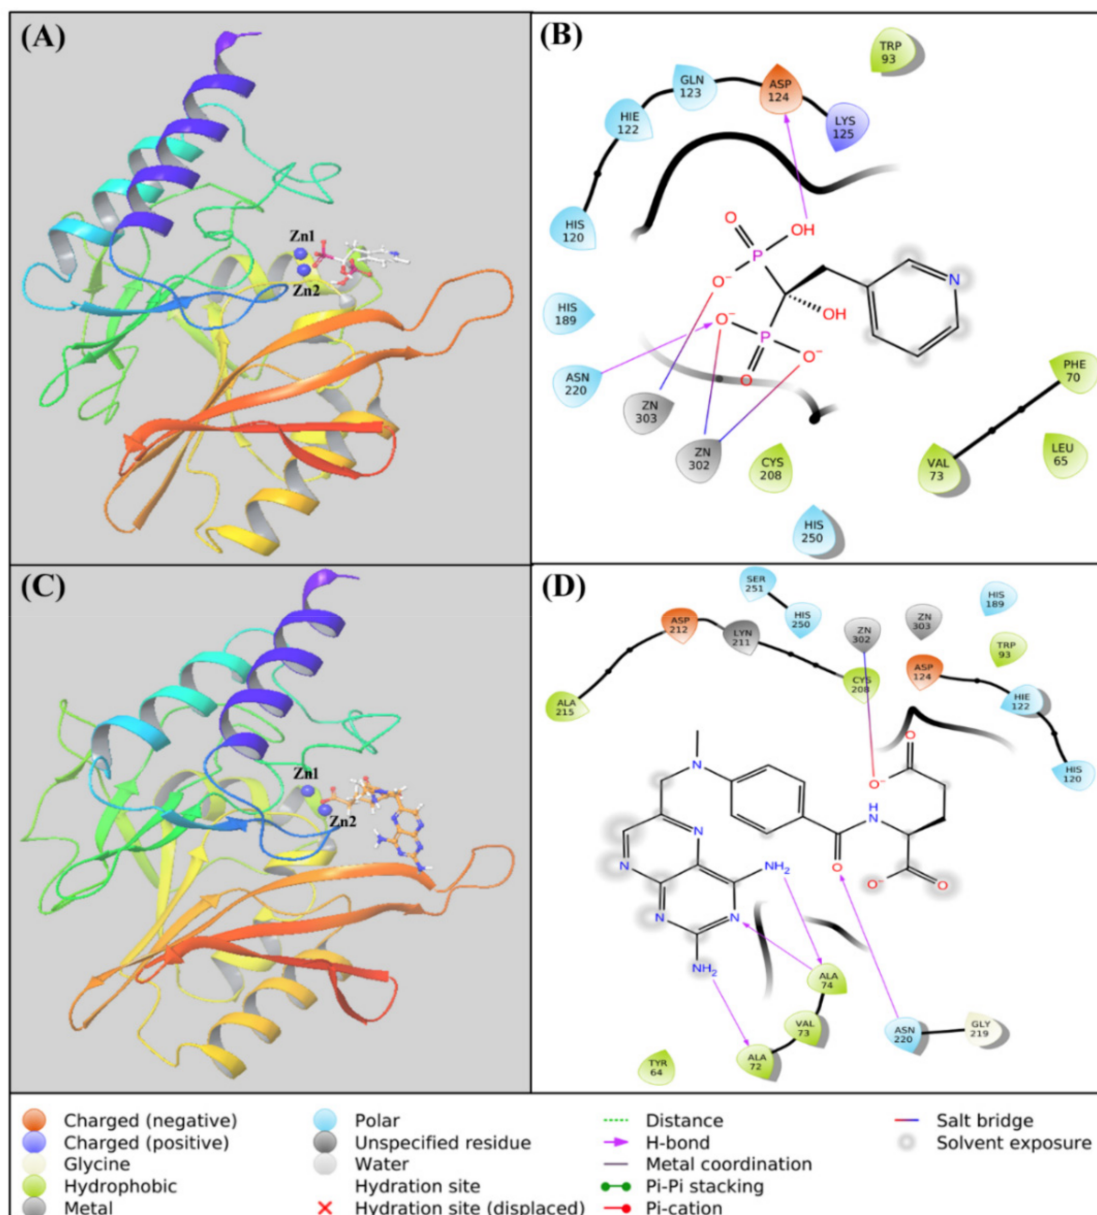 (A)
Zn1
Zn2
(B)
TRP
93
GLN
123
ASP
124
HIE
122
LYS
125
HIS
120
O
OH
P
O⁻
HIS
189
O⁻
P
OH
N
O
O⁻
ASN
220
ZN
303
ZN
302
CYS
208
HIS
250
PHE
70
LEU
65
VAL
73
(C)
Zn1
Zn2
(D)
SER
251
HIS
250
ASP
212
LYN
211
ZN
302
ZN
303
HIS
189
TRP
93
ALA
215
CYS
208
ASP
124
HIE
122
HIS
120
N
O
O⁻
H
N
N
N
O
O⁻
O
NH₂
N
N
NH₂
ALA
74
VAL
73
ALA
72
TYR
64
ASN
220
GLY
219
Charged (negative)
Charged (positive)
Glycine
Hydrophobic
Metal
Polar
Unspecified residue
Water
Hydration site
Hydration site (displaced)
Distance
H-bond
Metal coordination
Pi-Pi stacking
Pi-cation
Salt bridge
Solvent exposure